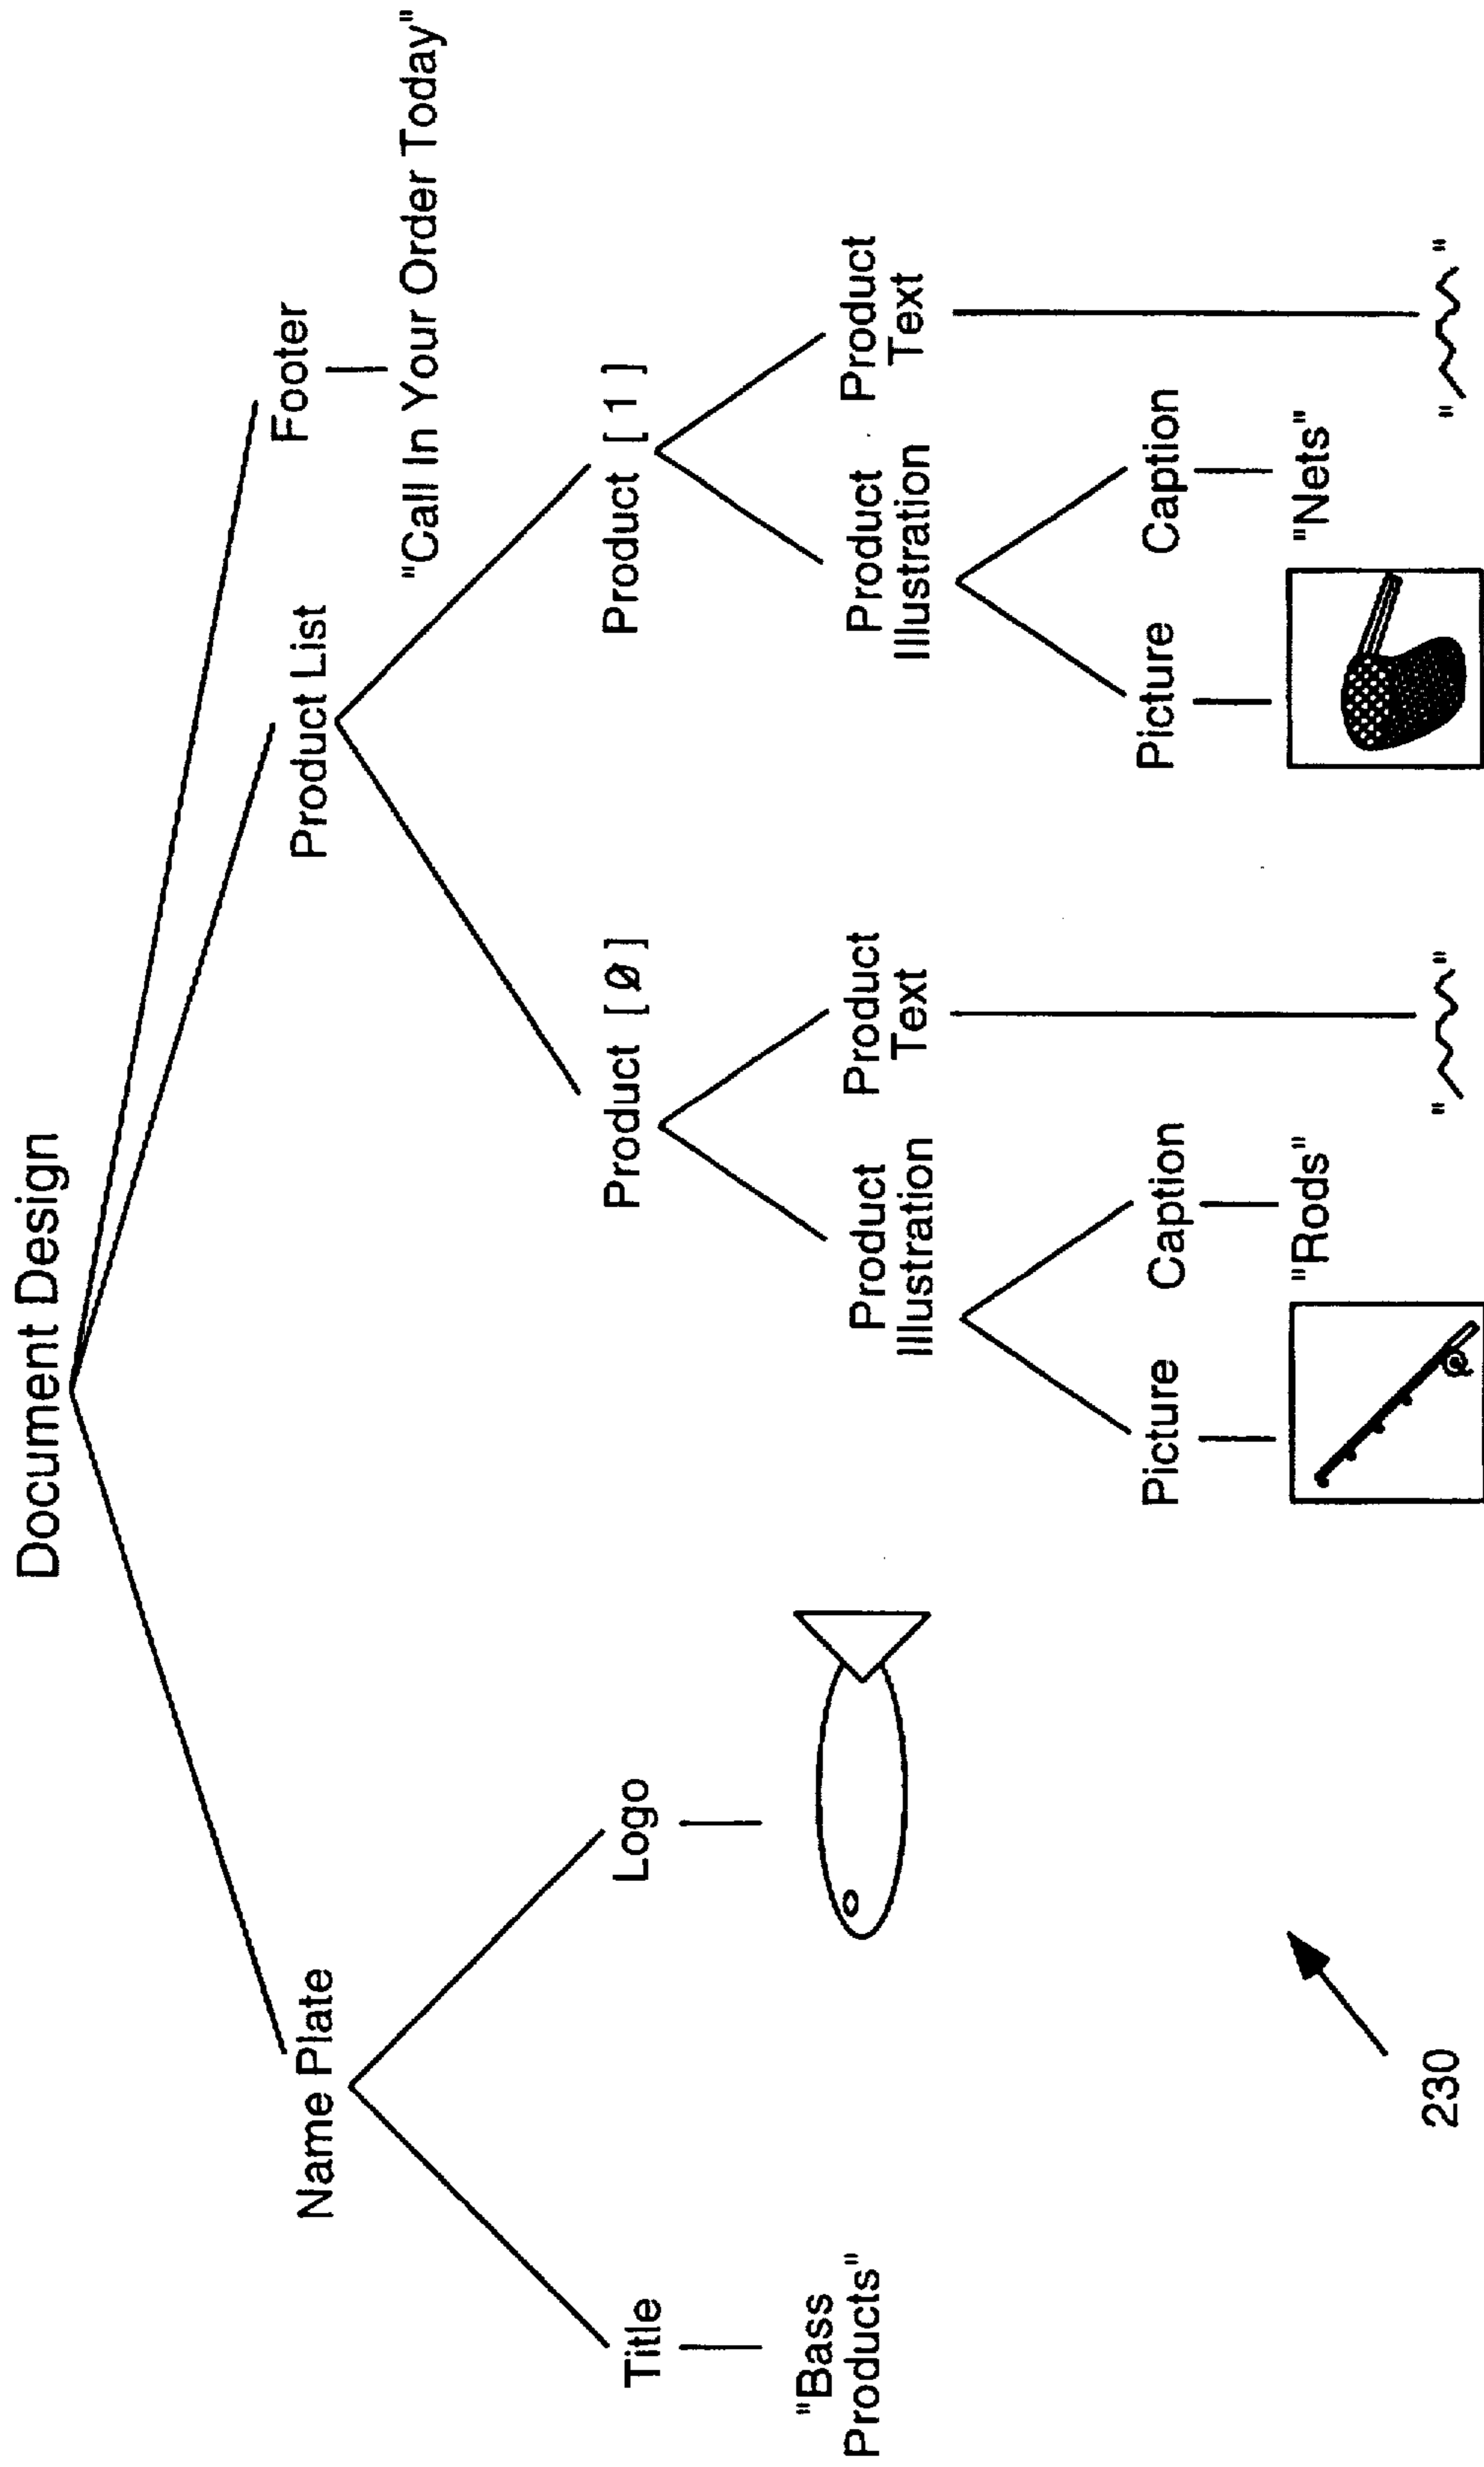 Document Design
Name Plate
Product List
Footer
"Call In Your Order Today"
Title
Logo
Product [ Ø ]
Product [ 1 ]
"Bass
Products"
Product
Illustration
Product
Text
Product
Illustration
Product
Text
Picture
Caption
Picture
Caption
"Rods"
"Nets"
" "
" "
230